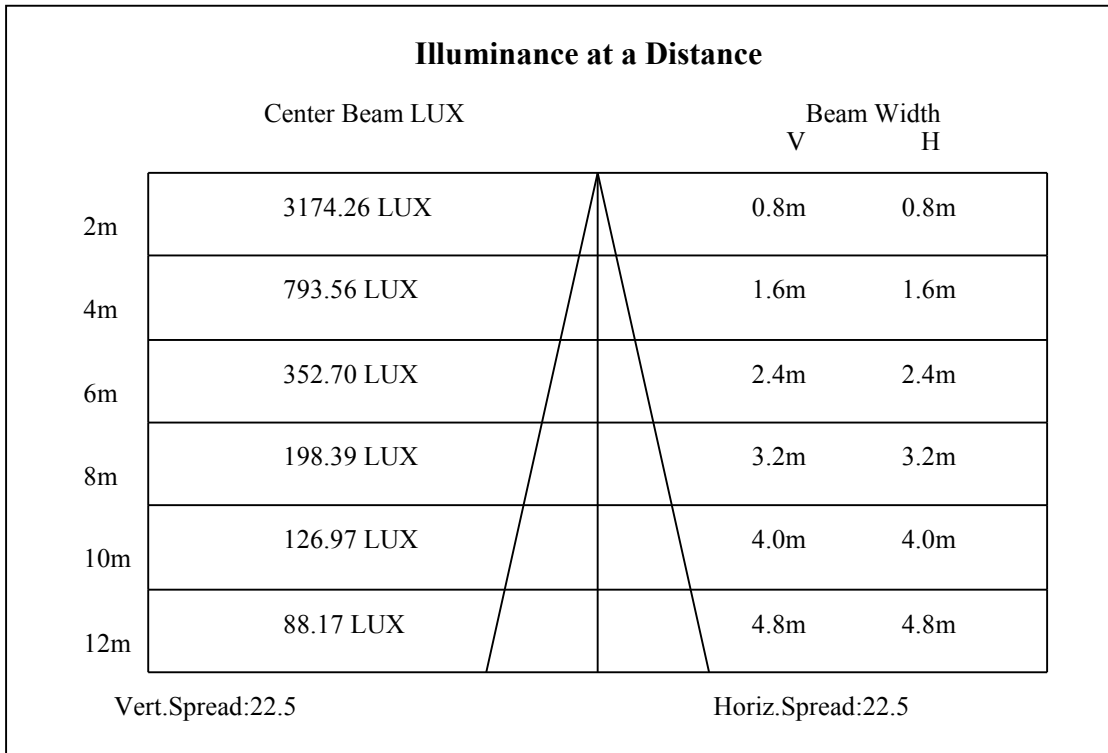 Illuminance at a Distance
Center Beam LUX Beam Width
V H
2m 3174.26 LUX 0.8m 0.8m
4m 793.56 LUX 1.6m 1.6m
6m 352.70 LUX 2.4m 2.4m
8m 198.39 LUX 3.2m 3.2m
10m 126.97 LUX 4.0m 4.0m
12m 88.17 LUX 4.8m 4.8m
Vert.Spread:22.5 Horiz.Spread:22.5